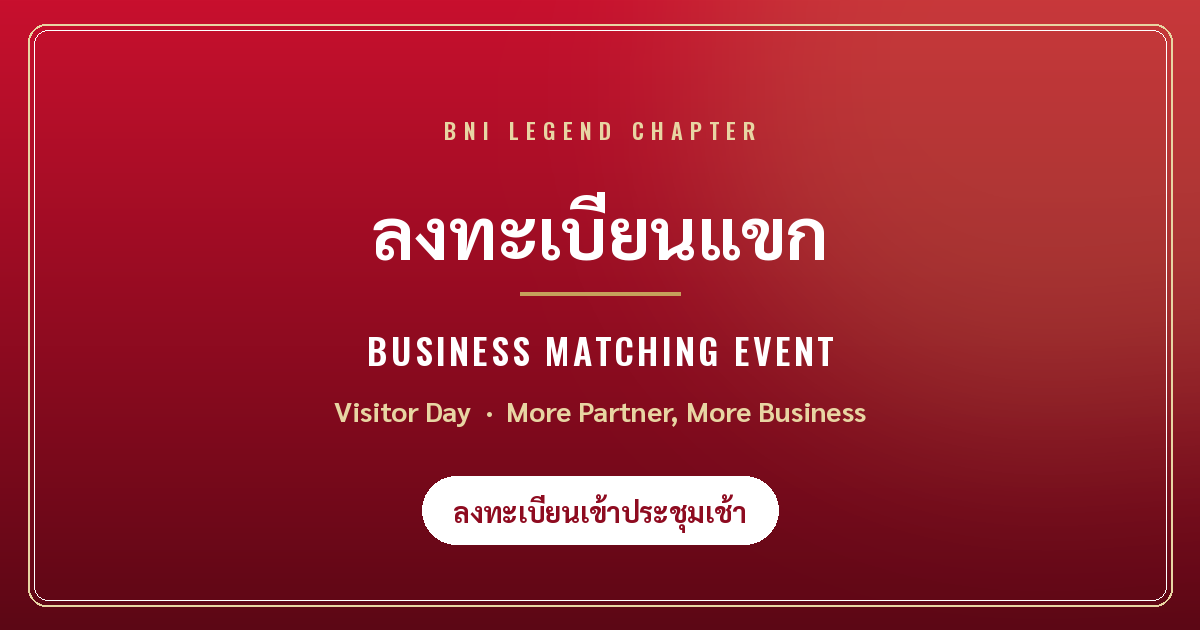 BNI LEGEND CHAPTER
ลงทะเบียนแขก
BUSINESS MATCHING EVENT
Visitor Day · More Partner, More Business
ลงทะเบียนเข้าประชุมเช้า